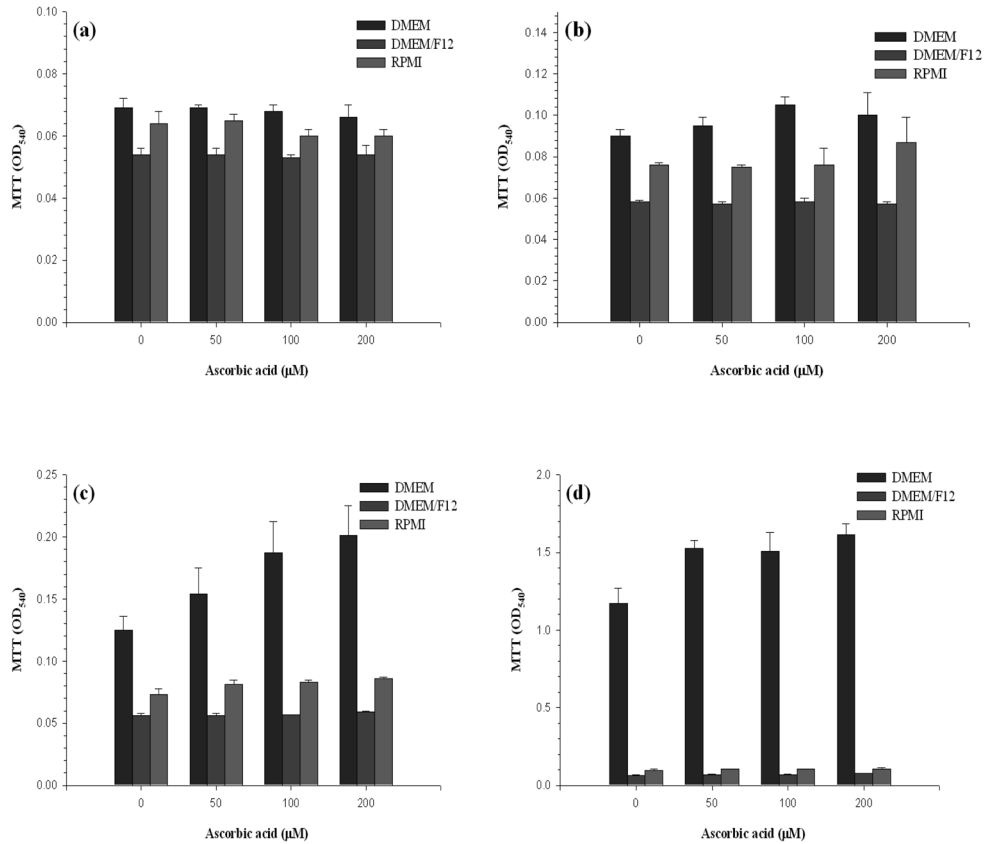 (a)
DMEM
DMEM/F12
RPMI
MTT (OD540)
0.10
0.08
0.06
0.04
0.02
0.00
0 50 100 200
Ascorbic acid (µM)
(b)
DMEM
DMEM/F12
RPMI
MTT (OD540)
0.14
0.12
0.10
0.08
0.06
0.04
0.02
0.00
0 50 100 200
Ascorbic acid (µM)
(c)
DMEM
DMEM/F12
RPMI
MTT (OD540)
0.25
0.20
0.15
0.10
0.05
0.00
0 50 100 200
Ascorbic acid (µM)
(d)
DMEM
DMEM/F12
RPMI
MTT (OD540)
2.0
1.5
1.0
0.5
0.0
0 50 100 200
Ascorbic acid (µM)